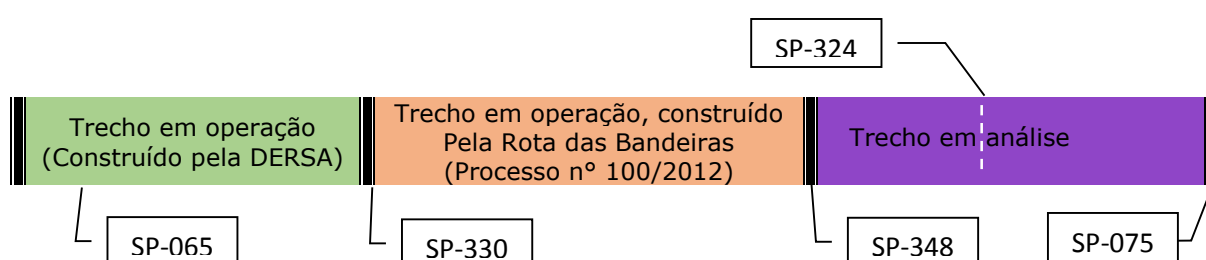 SP-324
Trecho em operação
(Construído pela DERSA)
Trecho em operação, construído
Pela Rota das Bandeiras
(Processo n° 100/2012)
Trecho em análise
SP-065
SP-330
SP-348
SP-075